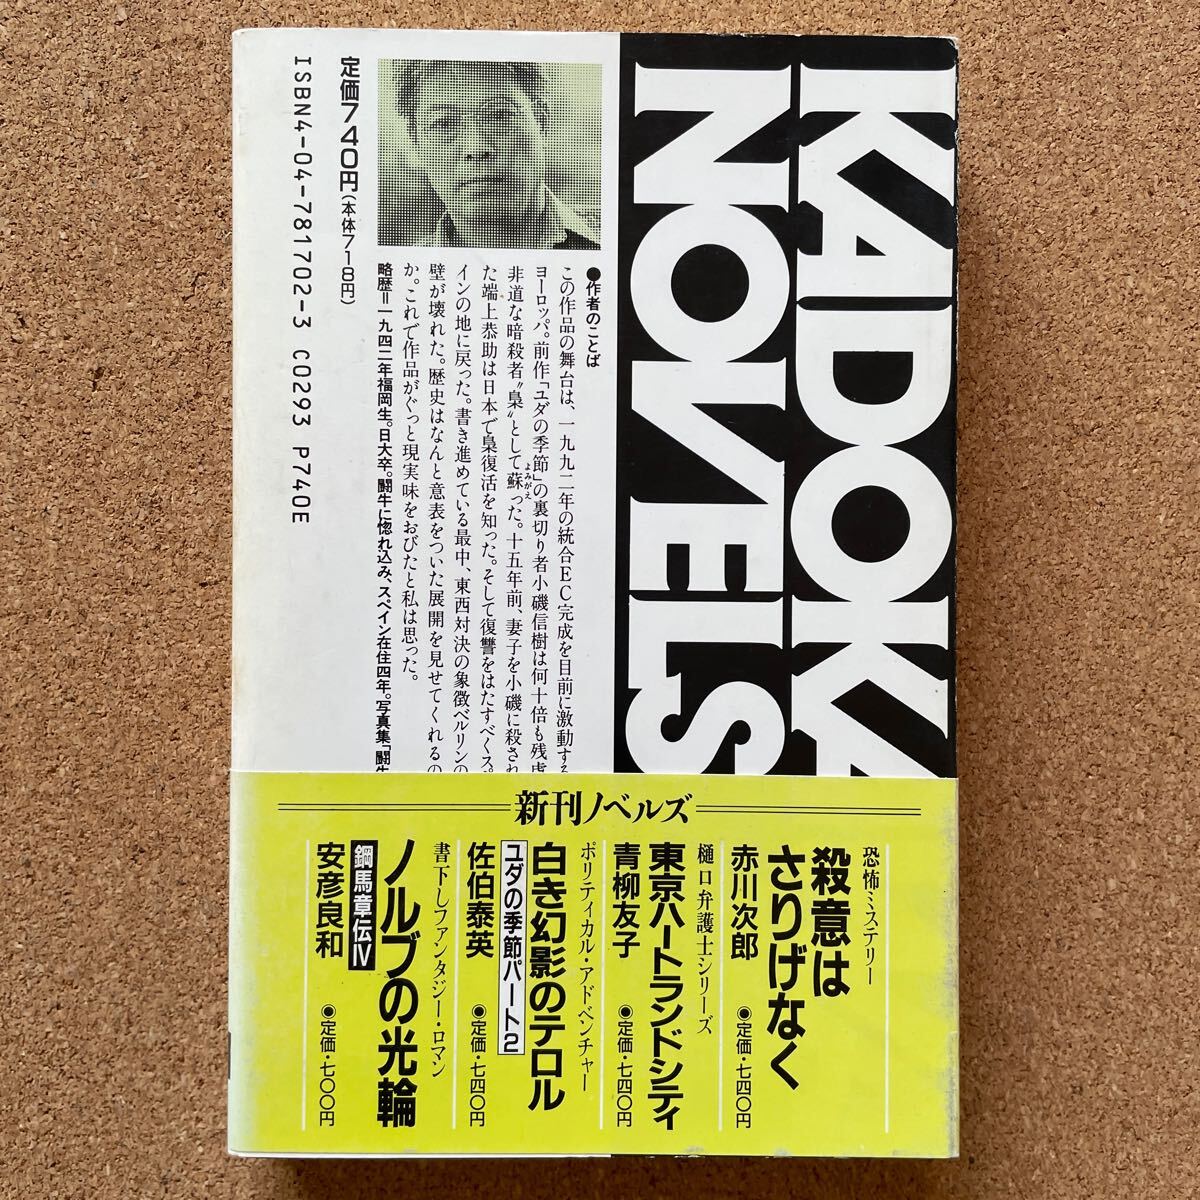 KADOKA
NOVELS
●作者のことば
この作品の舞台は、一九九二年の統合EC完成を目前に激動する
ヨーロッパ。前作「ユダの季節」の裏切り者小磯信樹は何十倍も残虐
非道な暗殺者〝梟〟として蘇った。十五年前、妻子を小磯に殺され
よみがえ
た端上恭助は日本で梟復活を知った。そして復讐をはたすべくスペ
インの地に戻った。書き進めている最中、東西対決の象徴ベルリンの
壁が壊れた。歴史はなんと意表をついた展開を見せてくれるの
か。これで作品がぐっと現実味をおびたと私は思った。
略歴=一九四二年福岡生。日大卒。闘牛に惚れ込み、スペイン在住四年。写真集「闘牛
定価740円(本体718円)
ISBN4-04-781702-3 C0293 P740E
新刊ノベルズ
恐怖ミステリー
殺意は
さりげなく
赤川次郎 ●定価・七四〇円
樋口弁護士シリーズ
東京ハートランドシティ
青柳友子 ●定価・七四〇円
ポリティカル・アドベンチャー
白き幻影のテロル
ユダの季節パート2
佐伯泰英 ●定価・七四〇円
書下しファンタジー・ロマン
ノルブの光輪
鋼馬章伝Ⅳ
安彦良和 ●定価・七〇〇円